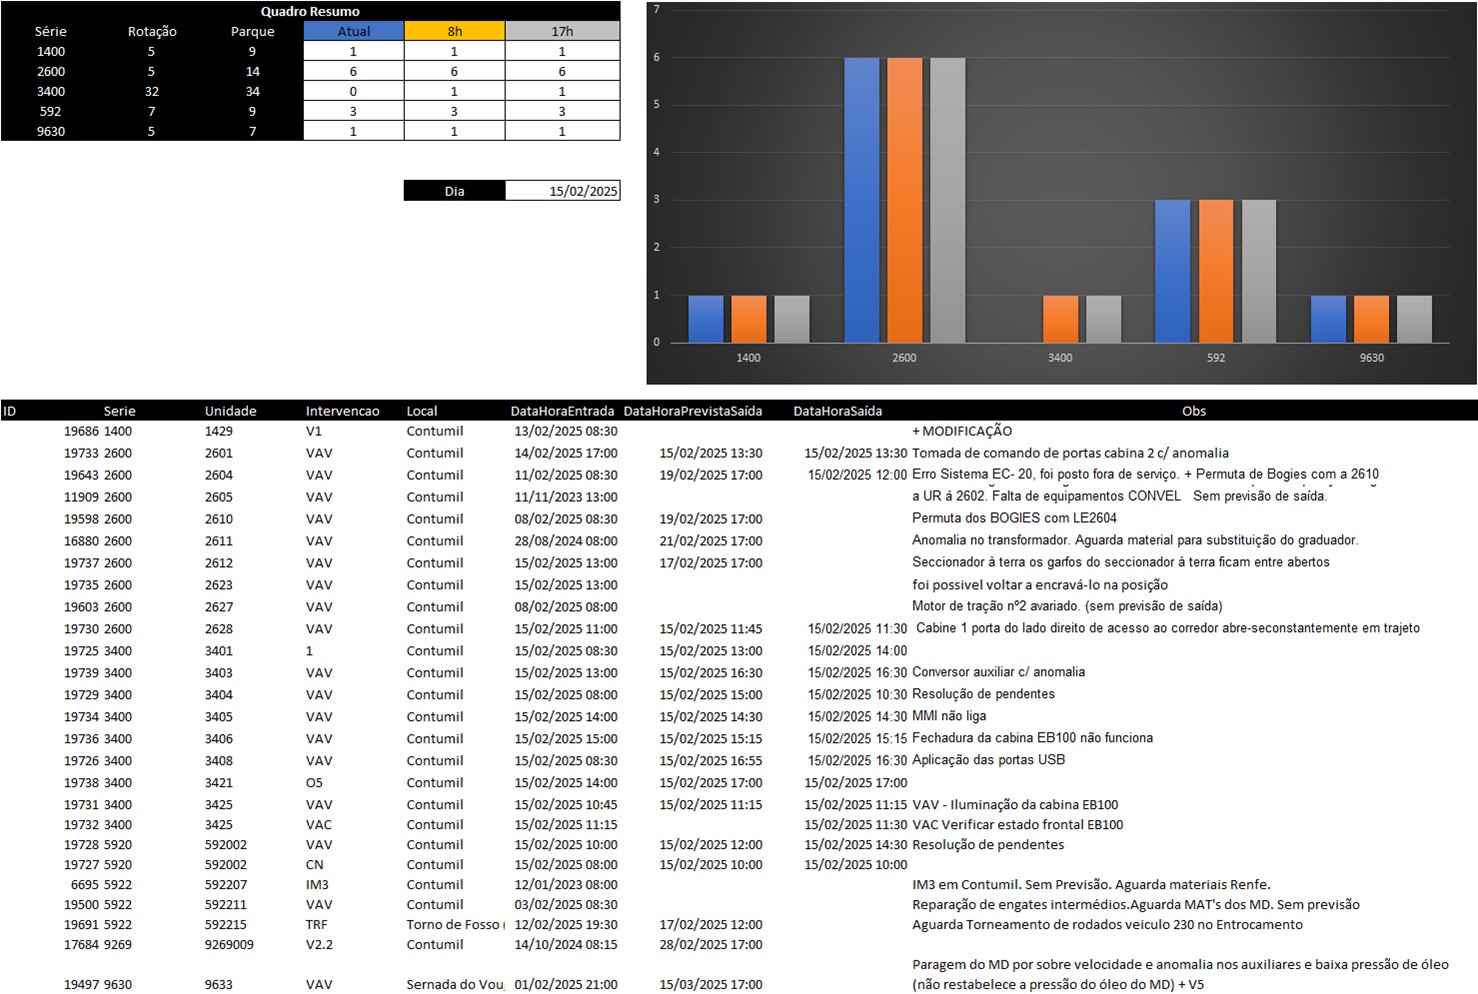 Quadro Resumo
Série Rotação Parque Atual 8h 17h
1400 5 9 1 1 1
2600 5 14 6 6 6
3400 32 34 0 1 1
592 7 9 3 3 3
9630 5 7 1 1 1
Dia 15/02/2025
7
6
5
4
3
2
1
0
1400 2600 3400 592 9630
ID Serie Unidade Intervencao Local DataHoraEntrada DataHoraPrevistaSaída DataHoraSaída Obs
19686 1400 1429 V1 Contumil 13/02/2025 08:30 + MODIFICAÇÃO
19733 2600 2601 VAV Contumil 14/02/2025 17:00 15/02/2025 13:30 15/02/2025 13:30 Tomada de comando de portas cabina 2 c/ anomalia
19643 2600 2604 VAV Contumil 11/02/2025 08:30 19/02/2025 17:00 15/02/2025 12:00 Erro Sistema EC- 20, foi posto fora de serviço. + Permuta de Bogies com a 2610
11909 2600 2605 VAV Contumil 11/11/2023 13:00 a UR á 2602. Falta de equipamentos CONVEL Sem previsão de saída.
19598 2600 2610 VAV Contumil 08/02/2025 08:30 19/02/2025 17:00 Permuta dos BOGIES com LE2604
16880 2600 2611 VAV Contumil 28/08/2024 08:00 21/02/2025 17:00 Anomalia no transformador. Aguarda material para substituição do graduador.
19737 2600 2612 VAV Contumil 15/02/2025 13:00 17/02/2025 17:00 Seccionador à terra os garfos do seccionador à terra ficam entre abertos
19735 2600 2623 VAV Contumil 15/02/2025 13:00 foi possivel voltar a encravá-lo na posição
19603 2600 2627 VAV Contumil 08/02/2025 08:00 Motor de tração nº2 avariado. (sem previsão de saída)
19730 2600 2628 VAV Contumil 15/02/2025 11:00 15/02/2025 11:45 15/02/2025 11:30 Cabine 1 porta do lado direito de acesso ao corredor abre-seconstantemente em trajeto
19725 3400 3401 1 Contumil 15/02/2025 08:30 15/02/2025 13:00 15/02/2025 14:00
19739 3400 3403 VAV Contumil 15/02/2025 13:00 15/02/2025 16:30 15/02/2025 16:30 Conversor auxiliar c/ anomalia
19729 3400 3404 VAV Contumil 15/02/2025 08:00 15/02/2025 15:00 15/02/2025 10:30 Resolução de pendentes
19734 3400 3405 VAV Contumil 15/02/2025 14:00 15/02/2025 14:30 15/02/2025 14:30 MMI não liga
19736 3400 3406 VAV Contumil 15/02/2025 15:00 15/02/2025 15:15 15/02/2025 15:15 Fechadura da cabina EB100 não funciona
19726 3400 3408 VAV Contumil 15/02/2025 08:30 15/02/2025 16:55 15/02/2025 16:30 Aplicação das portas USB
19738 3400 3421 O5 Contumil 15/02/2025 14:00 15/02/2025 17:00 15/02/2025 17:00
19731 3400 3425 VAV Contumil 15/02/2025 10:45 15/02/2025 11:15 15/02/2025 11:15 VAV - Iluminação da cabina EB100
19732 3400 3425 VAC Contumil 15/02/2025 11:15 15/02/2025 11:30 VAC Verificar estado frontal EB100
19728 5920 592002 VAV Contumil 15/02/2025 10:00 15/02/2025 12:00 15/02/2025 14:30 Resolução de pendentes
19727 5920 592002 CN Contumil 15/02/2025 08:00 15/02/2025 10:00 15/02/2025 10:00
6695 5922 592207 IM3 Contumil 12/01/2023 08:00 IM3 em Contumil. Sem Previsão. Aguarda materiais Renfe.
19500 5922 592211 VAV Contumil 03/02/2025 08:30 Reparação de engates intermédios.Aguarda MAT's dos MD. Sem previsão
19691 5922 592215 TRF Torno de Fosso ( 12/02/2025 19:30 17/02/2025 12:00 Aguarda Torneamento de rodados veiculo 230 no Entrocamento
17684 9269 9269009 V2.2 Contumil 14/10/2024 08:15 28/02/2025 17:00
Paragem do MD por sobre velocidade e anomalia nos auxiliares e baixa pressão de óleo
19497 9630 9633 VAV Sernada do Vou 01/02/2025 21:00 15/03/2025 17:00 (não restabelece a pressão do óleo do MD) + V5